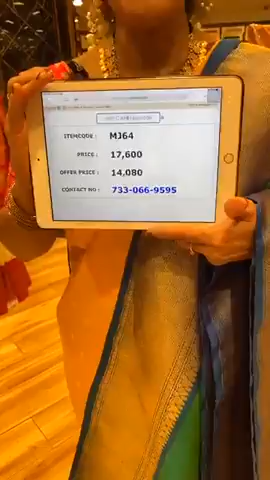 ITEMCODE : MJ64
PRICE : 17,600
OFFER PRICE : 14,080
CONTACT NO : 733-066-9595